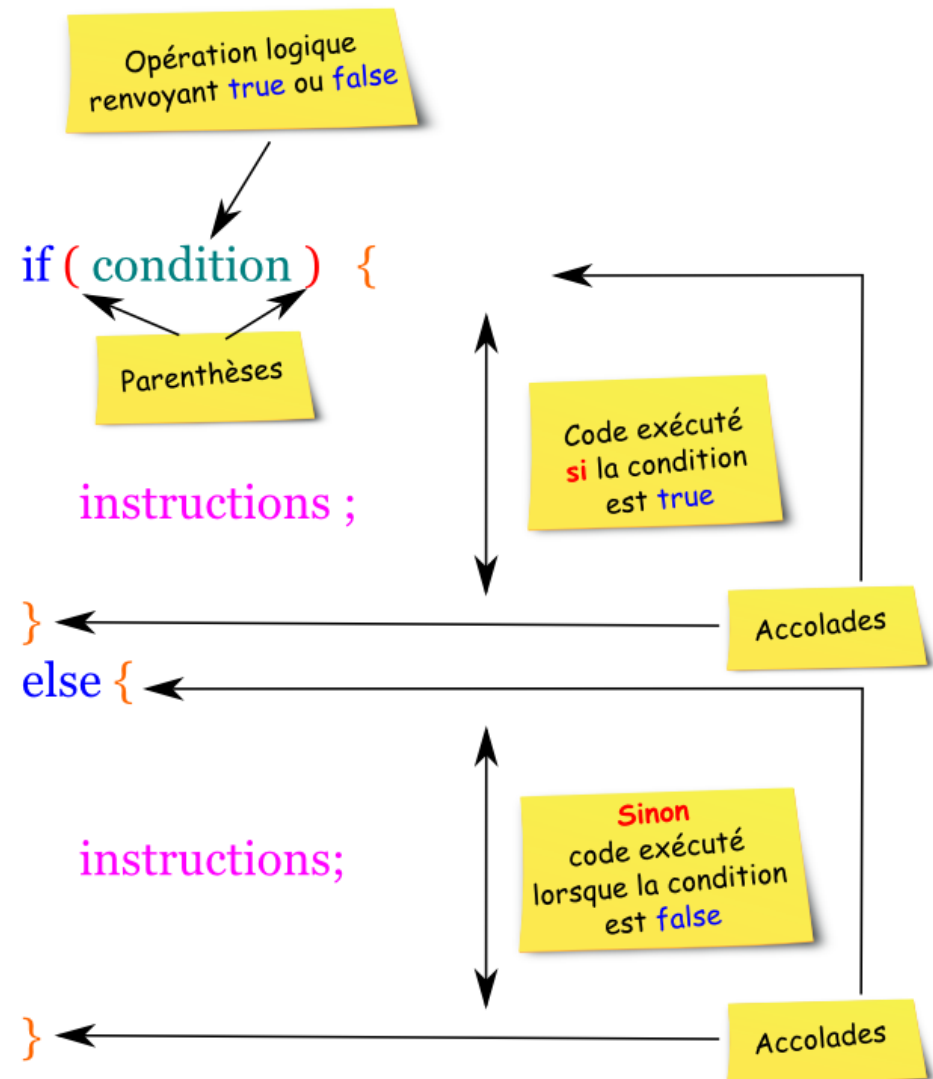 Opération logique
renvoyant true ou false
if ( condition ) {
Parenthèses
Code exécuté
si la condition
est true
instructions ;
}
Accolades
else {
Sinon
code exécuté
lorsque la condition
est false
instructions;
}
Accolades